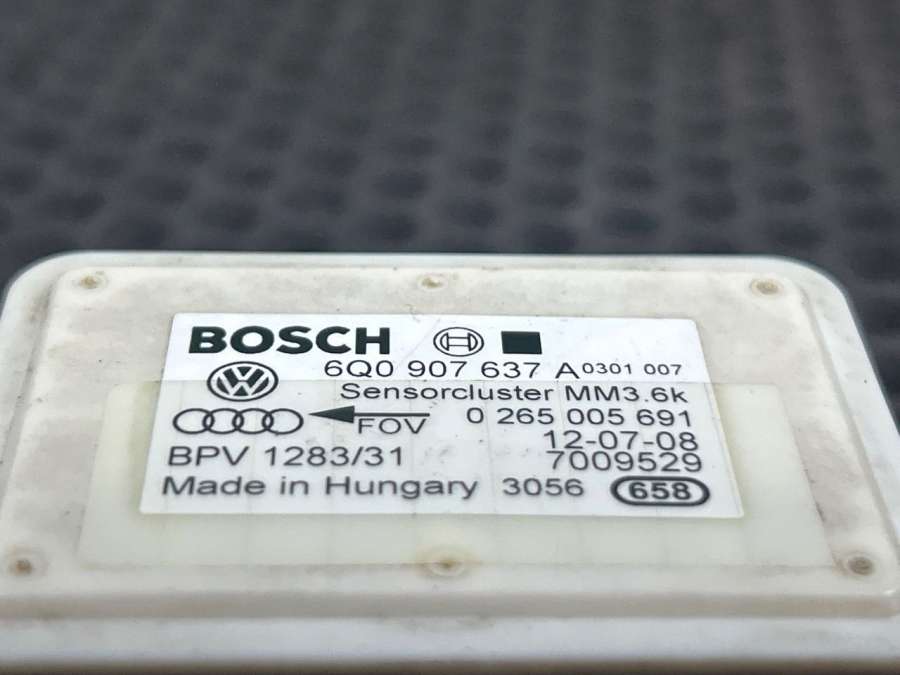 BOSCH
6Q0 907 637 A 0301 007
Sensorcluster MM3.6k
FOV 0 265 005 691
12-07-08
BPV 1283/31 7009529
Made in Hungary 3056 658